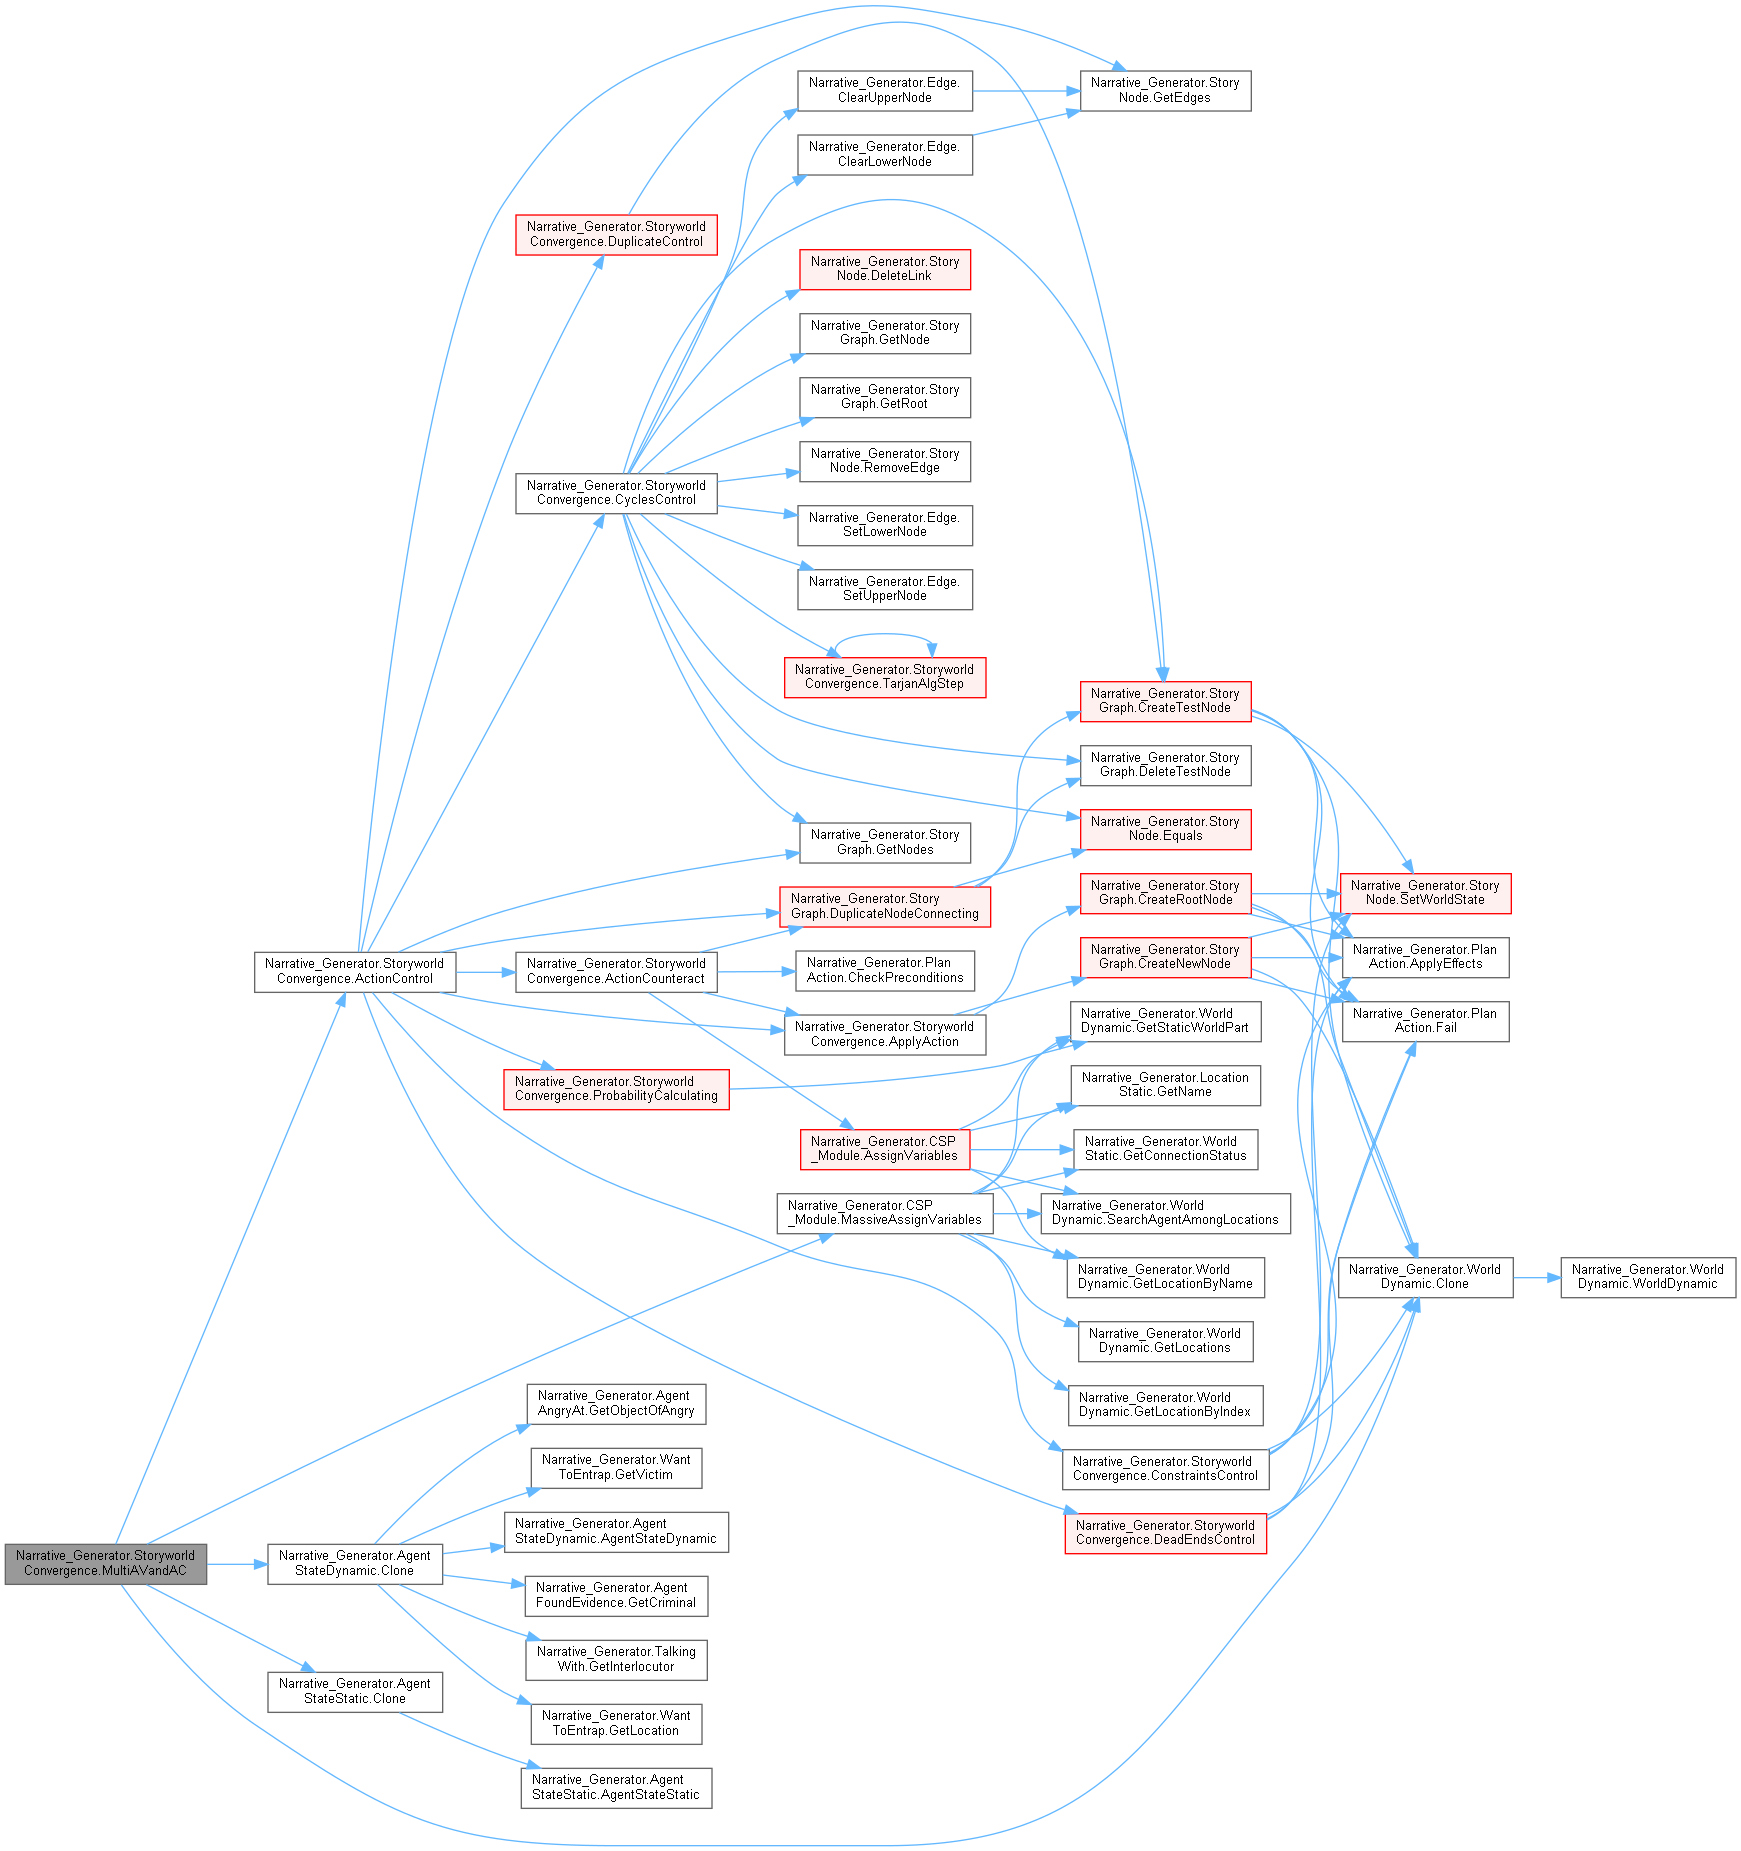 Narrative_Generator.Edge.
ClearUpperNode
Narrative_Generator.Story
Node.GetEdges
Narrative_Generator.Edge.
ClearLowerNode
Narrative_Generator.Storyworld
Convergence.DuplicateControl
Narrative_Generator.Story
Node.DeleteLink
Narrative_Generator.Story
Graph.GetNode
Narrative_Generator.Story
Graph.GetRoot
Narrative_Generator.Story
Node.RemoveEdge
Narrative_Generator.Storyworld
Convergence.CyclesControl
Narrative_Generator.Edge.
SetLowerNode
Narrative_Generator.Edge.
SetUpperNode
Narrative_Generator.Storyworld
Convergence.TarjanAlgStep
Narrative_Generator.Story
Graph.CreateTestNode
Narrative_Generator.Story
Graph.DeleteTestNode
Narrative_Generator.Story
Node.Equals
Narrative_Generator.Story
Graph.GetNodes
Narrative_Generator.Story
Graph.CreateRootNode
Narrative_Generator.Story
Node.SetWorldState
Narrative_Generator.Story
Graph.DuplicateNodeConnecting
Narrative_Generator.Story
Graph.CreateNewNode
Narrative_Generator.Plan
Action.ApplyEffects
Narrative_Generator.Storyworld
Convergence.ActionControl
Narrative_Generator.Storyworld
Convergence.ActionCounteract
Narrative_Generator.Plan
Action.CheckPreconditions
Narrative_Generator.World
Dynamic.GetStaticWorldPart
Narrative_Generator.Plan
Action.Fail
Narrative_Generator.Storyworld
Convergence.ApplyAction
Narrative_Generator.Storyworld
Convergence.ProbabilityCalculating
Narrative_Generator.Location
Static.GetName
Narrative_Generator.CSP
_Module.AssignVariables
Narrative_Generator.World
Static.GetConnectionStatus
Narrative_Generator.CSP
_Module.MassiveAssignVariables
Narrative_Generator.World
Dynamic.SearchAgentAmongLocations
Narrative_Generator.World
Dynamic.GetLocationByName
Narrative_Generator.World
Dynamic.Clone
Narrative_Generator.World
Dynamic.WorldDynamic
Narrative_Generator.World
Dynamic.GetLocations
Narrative_Generator.Agent
AngryAt.GetObjectOfAngry
Narrative_Generator.World
Dynamic.GetLocationByIndex
Narrative_Generator.Want
ToEntrap.GetVictim
Narrative_Generator.Storyworld
Convergence.ConstraintsControl
Narrative_Generator.Agent
StateDynamic.AgentStateDynamic
Narrative_Generator.Storyworld
Convergence.DeadEndsControl
Narrative_Generator.Storyworld
Convergence.MultiAVandAC
Narrative_Generator.Agent
StateDynamic.Clone
Narrative_Generator.Agent
FoundEvidence.GetCriminal
Narrative_Generator.Talking
With.GetInterlocutor
Narrative_Generator.Agent
StateStatic.Clone
Narrative_Generator.Want
ToEntrap.GetLocation
Narrative_Generator.Agent
StateStatic.AgentStateStatic